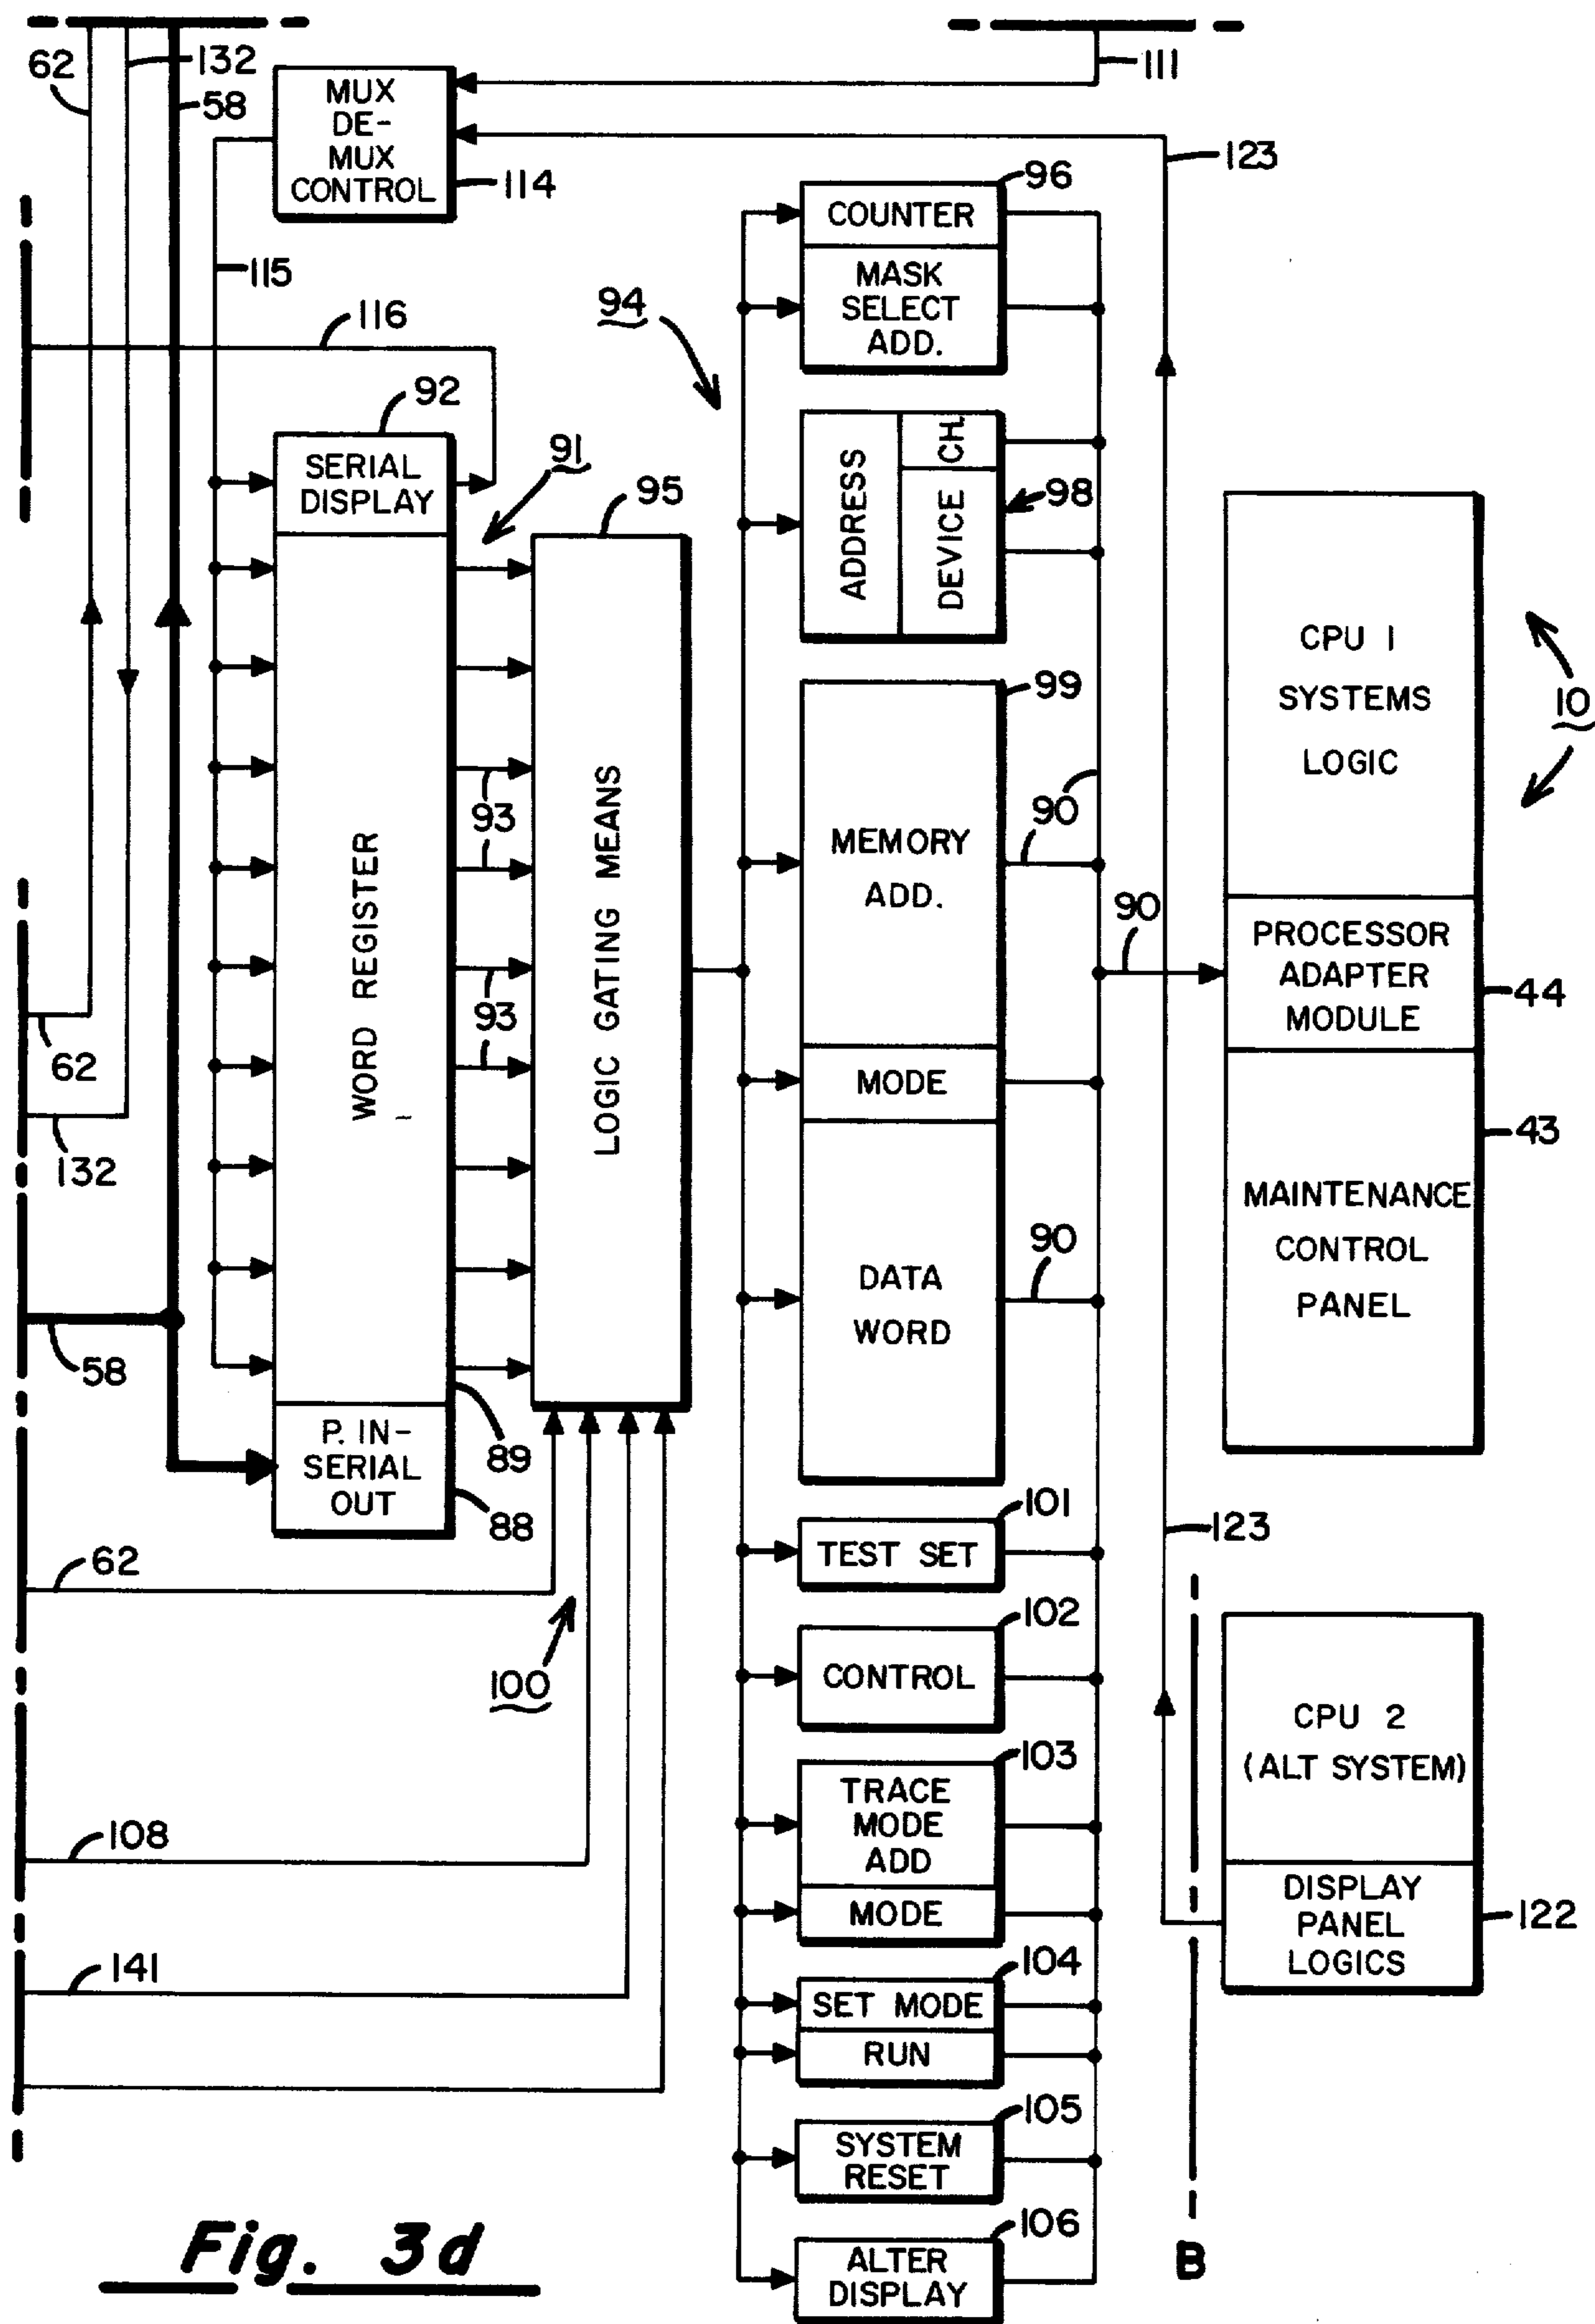 62
132
58
111
MUX
DE-
MUX
CONTROL
114
123
115
116
96
COUNTER
MASK
SELECT
ADD.
94
92
SERIAL
DISPLAY
91
95
ADDRESS
CH.
DEVICE
98
WORD REGISTER
93
93
93
LOGIC GATING MEANS
99
MEMORY
ADD.
MODE
DATA
WORD
90
90
90
90
CPU 1
SYSTEMS
LOGIC
10
PROCESSOR
ADAPTER
MODULE
44
MAINTENANCE
CONTROL
PANEL
43
62
132
58
P. IN-
SERIAL
OUT
89
88
62
100
108
141
101
TEST SET
102
CONTROL
103
TRACE
MODE
ADD
MODE
104
SET MODE
RUN
105
SYSTEM
RESET
106
ALTER
DISPLAY
123
CPU 2
(ALT SYSTEM)
DISPLAY
PANEL
LOGICS
122
B
Fig. 3d